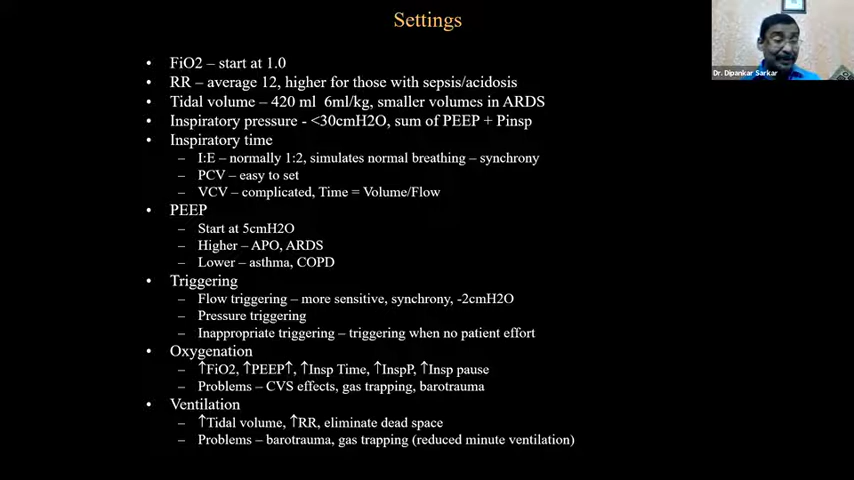 Settings
Dr. Dipankar Sarkar
• FiO2 – start at 1.0
• RR – average 12, higher for those with sepsis/acidosis
• Tidal volume – 420 ml 6ml/kg, smaller volumes in ARDS
• Inspiratory pressure - <30cmH2O, sum of PEEP + Pinsp
• Inspiratory time
– I:E – normally 1:2, simulates normal breathing – synchrony
– PCV – easy to set
– VCV – complicated, Time = Volume/Flow
• PEEP
– Start at 5cmH2O
– Higher – APO, ARDS
– Lower – asthma, COPD
• Triggering
– Flow triggering – more sensitive, synchrony, -2cmH2O
– Pressure triggering
– Inappropriate triggering – triggering when no patient effort
• Oxygenation
– ↑FiO2, ↑PEEP↑, ↑Insp Time, ↑InspP, ↑Insp pause
– Problems – CVS effects, gas trapping, barotrauma
• Ventilation
– ↑Tidal volume, ↑RR, eliminate dead space
– Problems – barotrauma, gas trapping (reduced minute ventilation)